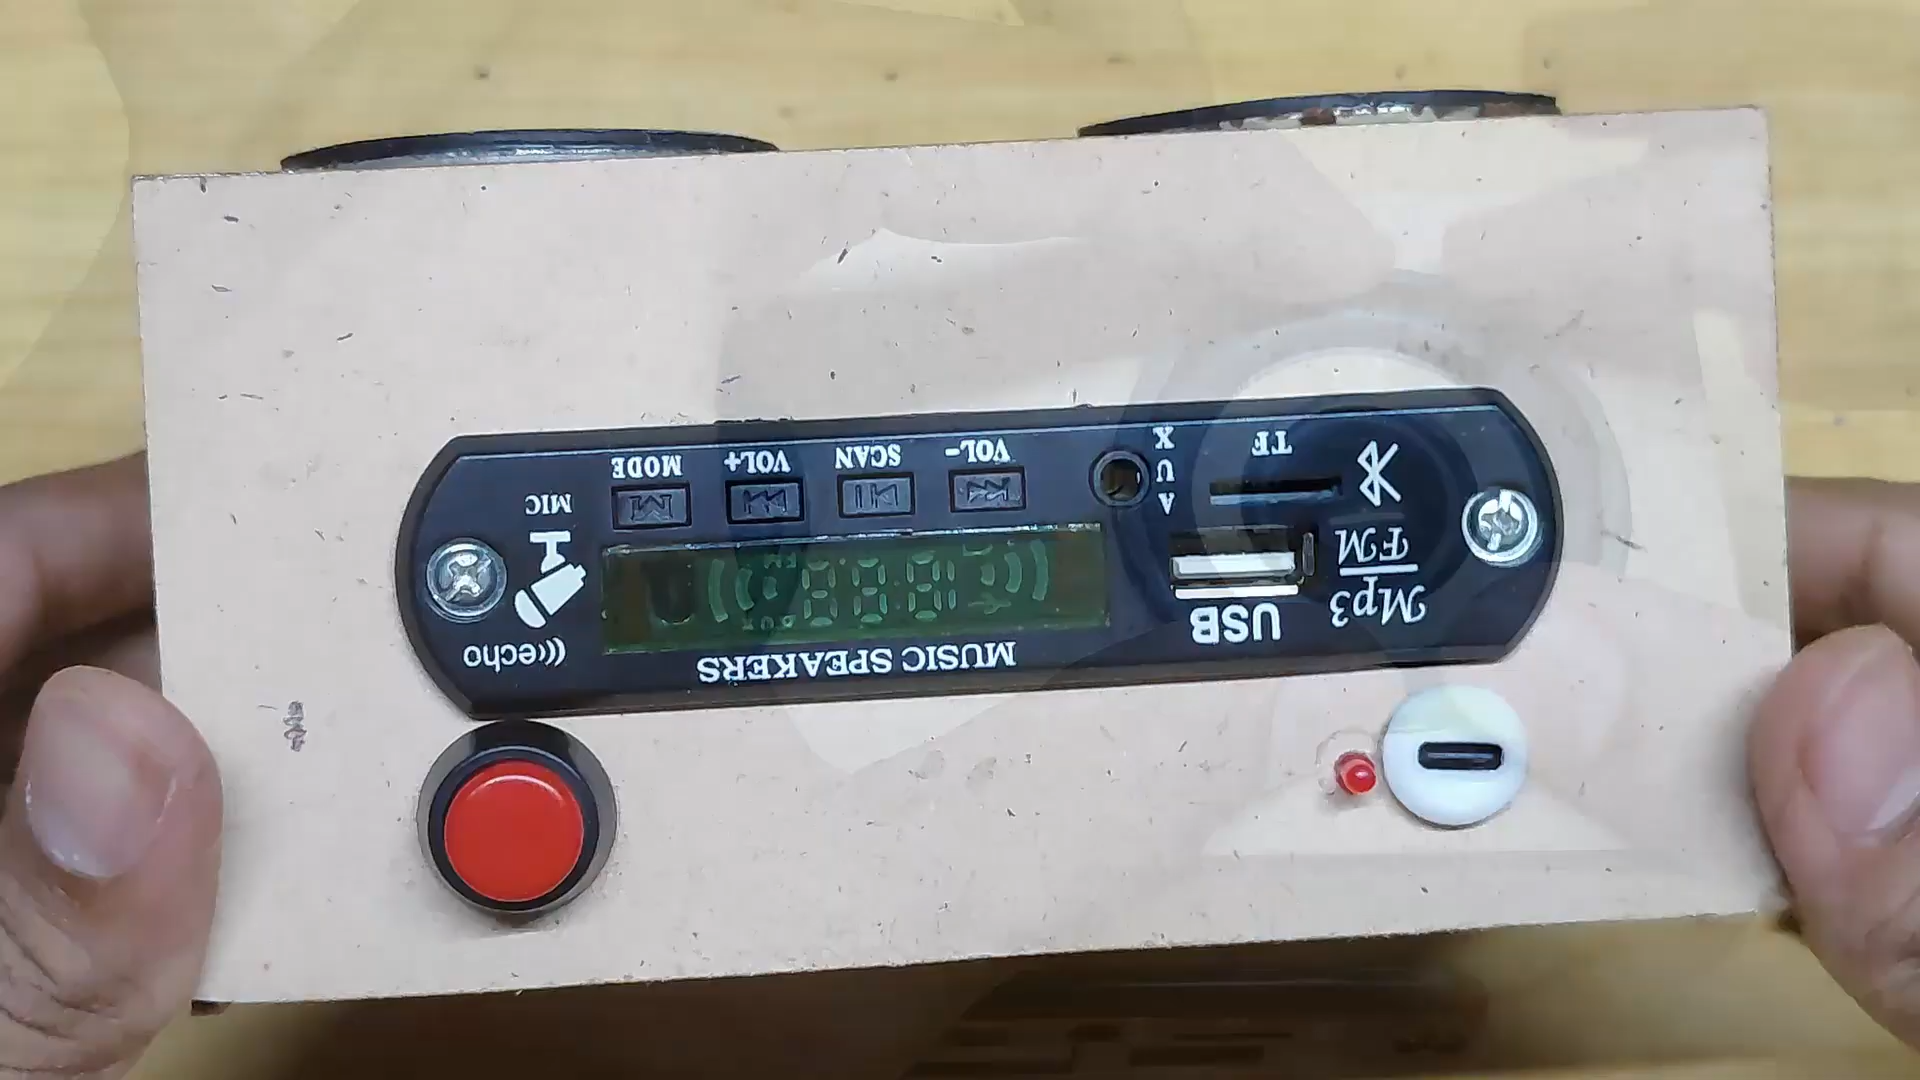 MUSIC SPEAKERS
(((echo
USB
Mp3
FM
MIC
TF
AUX
VOL-
SCAN
VOL+
MODE